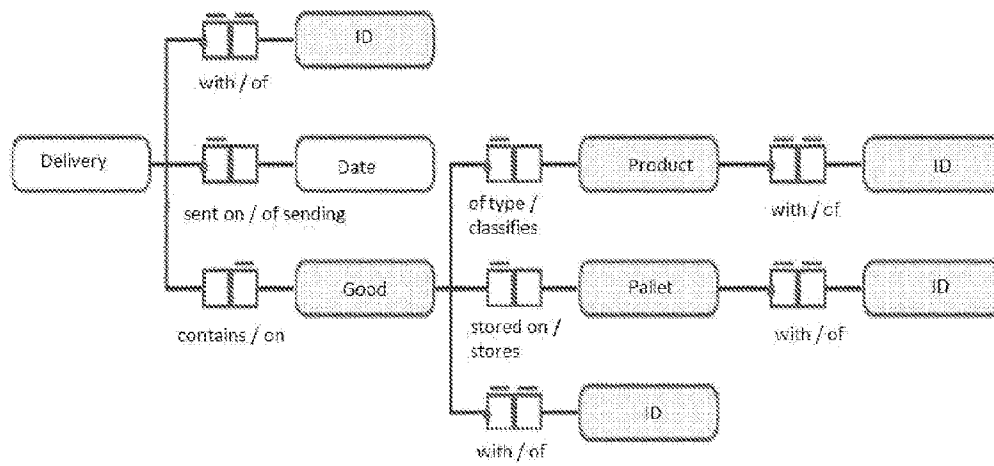 ID
with / of
Delivery
Date
sent on / of sending
Product
ID
of type /
classifies
with / of
Good
contains / on
Pallet
ID
stored on /
stores
with / of
ID
with / of